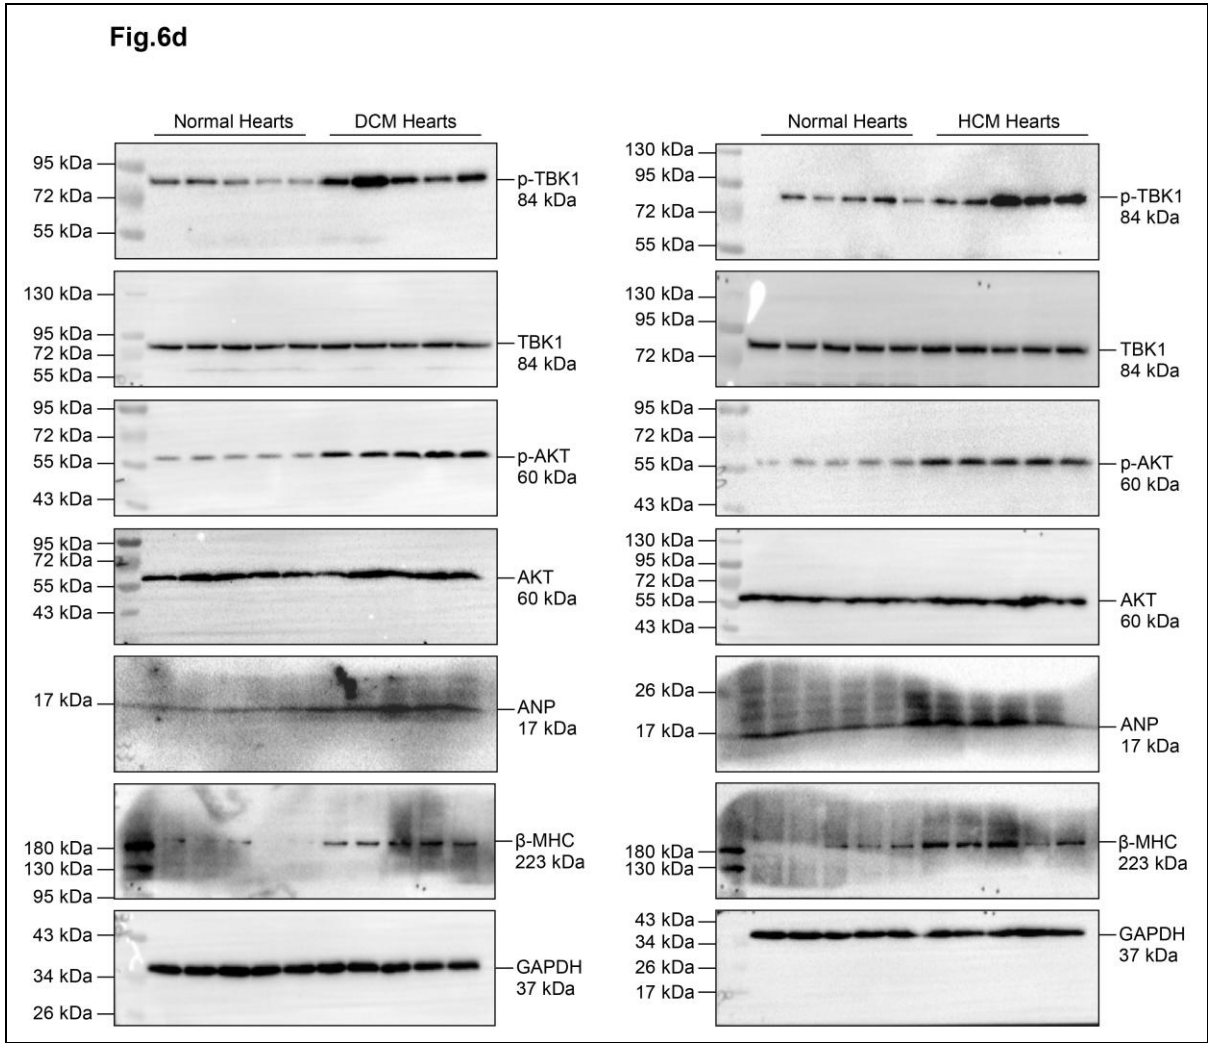 Fig.6d
Normal Hearts DCM Hearts
95 kDa
72 kDa
55 kDa
p-TBK1
84 kDa
130 kDa
95 kDa
72 kDa
55 kDa
TBK1
84 kDa
95 kDa
72 kDa
55 kDa
43 kDa
p-AKT
60 kDa
95 kDa
72 kDa
55 kDa
43 kDa
AKT
60 kDa
17 kDa
ANP
17 kDa
180 kDa
130 kDa
95 kDa
β-MHC
223 kDa
43 kDa
34 kDa
26 kDa
GAPDH
37 kDa
Normal Hearts HCM Hearts
130 kDa
95 kDa
72 kDa
55 kDa
p-TBK1
84 kDa
130 kDa
95 kDa
72 kDa
TBK1
84 kDa
95 kDa
72 kDa
55 kDa
43 kDa
p-AKT
60 kDa
130 kDa
95 kDa
72 kDa
55 kDa
43 kDa
AKT
60 kDa
26 kDa
17 kDa
ANP
17 kDa
180 kDa
130 kDa
β-MHC
223 kDa
43 kDa
34 kDa
26 kDa
17 kDa
GAPDH
37 kDa